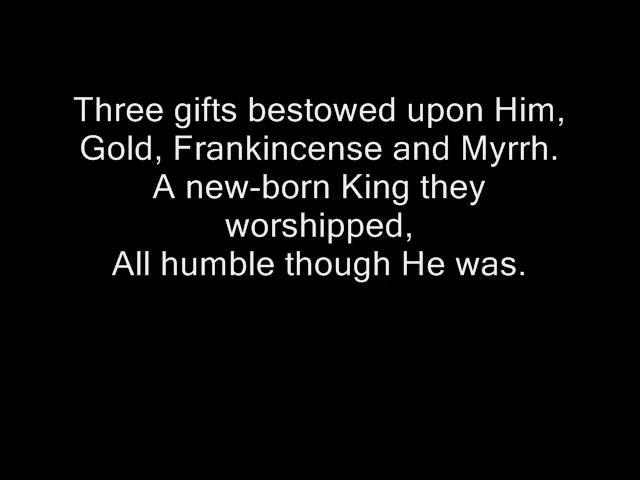 Three gifts bestowed upon Him,
Gold, Frankincense and Myrrh.
A new-born King they
worshipped,
All humble though He was.